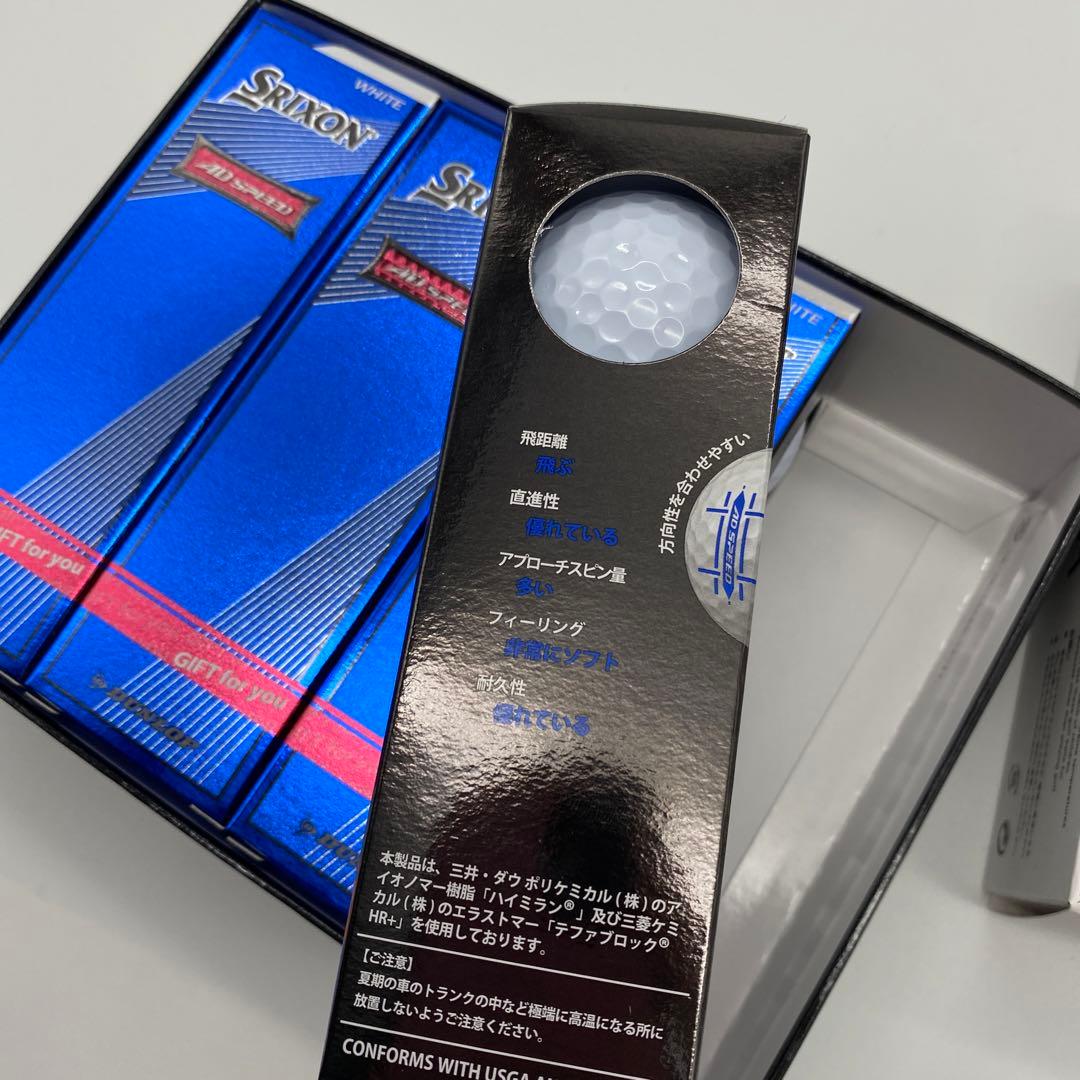 WHITE
SRIXON
AD SPEED
GIFT for you
DUNLOP
SRI
AD SPE
GIFT for you
飛距離
飛ぶ
直進性
優れている
アプローチスピン量
多い
フィーリング
非常にソフト
耐久性
優れている
方向性を合わせやすい
AD SPEED
本製品は、三井・ダウ ポリケミカル(株)のア
イオノマー樹脂「ハイミラン®」及び三菱ケミ
カル(株)のエラストマー「テファブロック®
HR+」を使用しております。
【ご注意】
夏期の車のトランクの中など極端に高温になる所に
放置しないようご注意ください。
CONFORMS WITH USGA